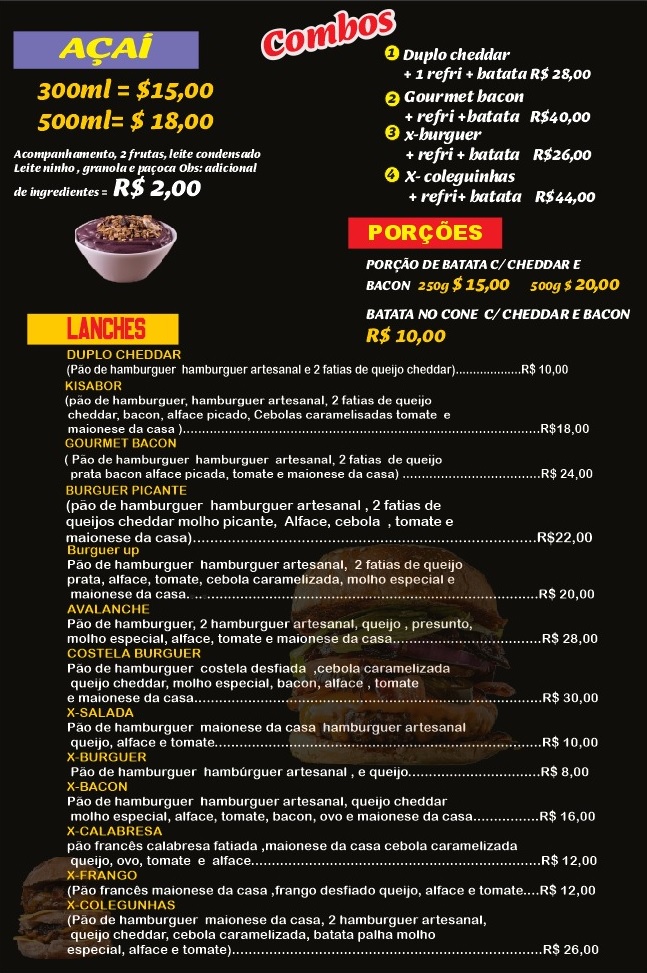 AÇAÍ
300ml = $15,00
500ml= $ 18,00
Acompanhamento, 2 frutas, leite condensado
Leite ninho , granola e paçoca Obs: adicional
de ingredientes = R$ 2,00
Combos
1 Duplo cheddar
+ 1 refri + batata R$ 28,00
2 Gourmet bacon
+ refri +batata R$40,00
3 x-burguer
+ refri + batata R$26,00
4 X- coleguinhas
+ refri+ batata R$44,00
PORÇÕES
PORÇÃO DE BATATA C/ CHEDDAR E
BACON 250g $ 15,00 500g $ 20,00
BATATA NO CONE C/ CHEDDAR E BACON
R$ 10,00
LANCHES
DUPLO CHEDDAR
(Pão de hamburguer hamburguer artesanal e 2 fatias de queijo cheddar)...................R$ 10,00
KISABOR
(pão de hamburguer, hamburguer artesanal, 2 fatias de queijo
cheddar, bacon, alface picado, Cebolas caramelisadas tomate e
maionese da casa )..................................................................................R$18,00
GOURMET BACON
( Pão de hamburguer hamburguer artesanal, 2 fatias de queijo
prata bacon alface picada, tomate e maionese da casa) ................................R$ 24,00
BURGUER PICANTE
(pão de hamburguer hamburguer artesanal , 2 fatias de
queijos cheddar molho picante, Alface, cebola , tomate e
maionese da casa)...............................................................................R$22,00
Burguer up
Pão de hamburguer hamburguer artesanal, 2 fatias de queijo
prata, alface, tomate, cebola caramelizada, molho especial e
maionese da casa.... ...........................................................................R$ 20,00
AVALANCHE
Pão de hamburguer, 2 hamburguer artesanal, queijo , presunto,
molho especial, alface, tomate e maionese da casa..................................R$ 28,00
COSTELA BURGUER
Pão de hamburguer costela desfiada ,cebola caramelizada
queijo cheddar, molho especial, bacon, alface , tomate
e maionese da casa................................................................................R$ 30,00
X-SALADA
Pão de hamburguer maionese da casa hamburguer artesanal
queijo, alface e tomate...........................................................................R$ 10,00
X-BURGUER
Pão de hamburguer hambúrguer artesanal , e queijo..............................R$ 8,00
X-BACON
Pão de hamburguer hamburguer artesanal, queijo cheddar
molho especial, alface, tomate, bacon, ovo e maionese da casa...............R$ 16,00
X-CALABRESA
pão francês calabresa fatiada ,maionese da casa cebola caramelizada
queijo, ovo, tomate e alface...................................................................R$ 12,00
X-FRANGO
(Pão francês maionese da casa ,frango desfiado queijo, alface e tomate....R$ 12,00
X-COLEGUNHAS
(Pão de hamburguer maionese da casa, 2 hamburguer artesanal,
queijo cheddar, cebola caramelizada, batata palha molho
especial, alface e tomate).......................................................................R$ 26,00